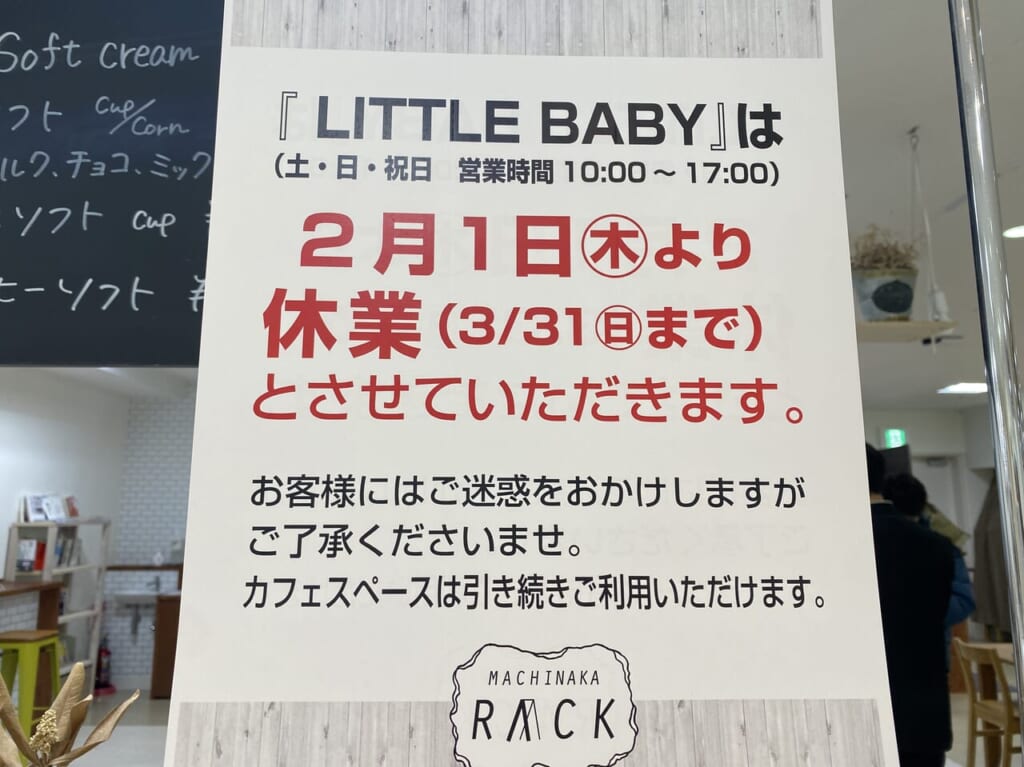 Soft cream
フト cup/corn
ルク、チョコ、ミック
ソフト cup
ーソフト ¥
『LITTLE BABY』は
(土・日・祝日 営業時間 10:00～17:00)
2月1日㊍より
休業(3/31㊐まで)
とさせていただきます。
お客様にはご迷惑をおかけしますが
ご了承くださいませ。
カフェスペースは引き続きご利用いただけます。
MACHINAKA
RACK